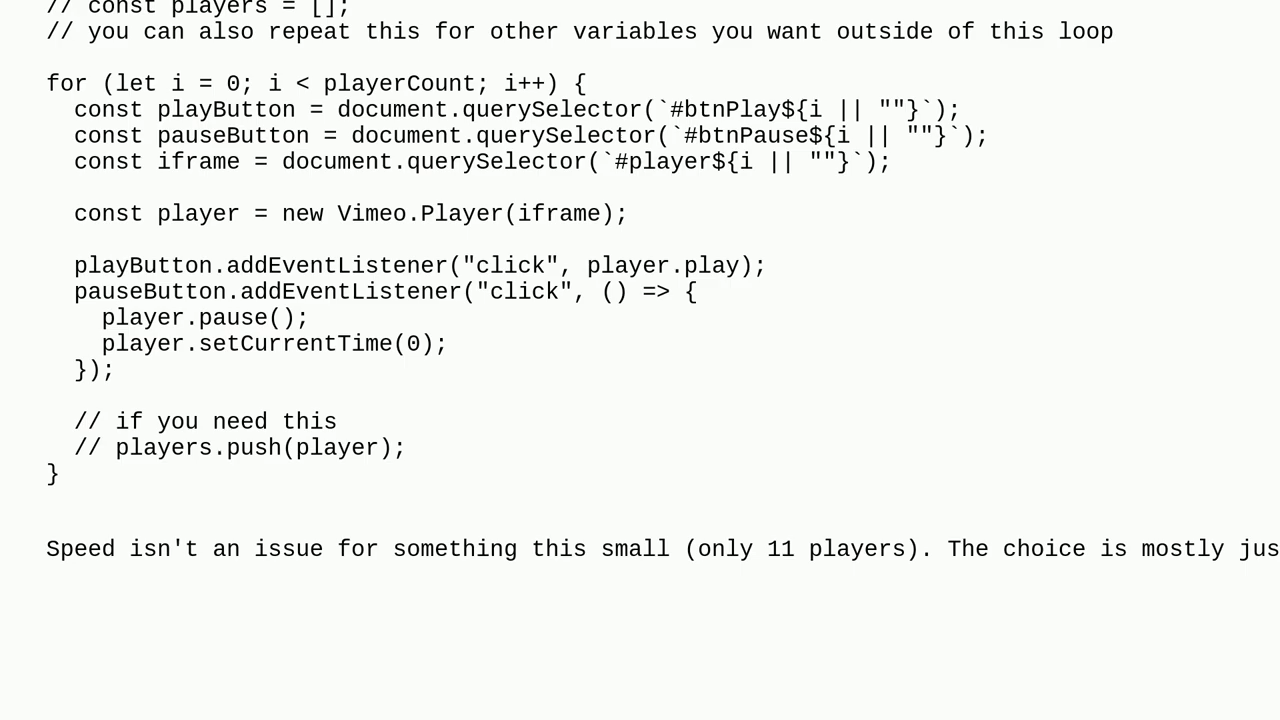 // const players = [];
// you can also repeat this for other variables you want outside of this loop
for (let i = 0; i < playerCount; i++) {
  const playButton = document.querySelector(`#btnPlay${i || ""}`);
  const pauseButton = document.querySelector(`#btnPause${i || ""}`);
  const iframe = document.querySelector(`#player${i || ""}`);
  const player = new Vimeo.Player(iframe);
  playButton.addEventListener("click", player.play);
  pauseButton.addEventListener("click", () => {
    player.pause();
    player.setCurrentTime(0);
  });
  // if you need this
  // players.push(player);
}
Speed isn't an issue for something this small (only 11 players). The choice is mostly jus